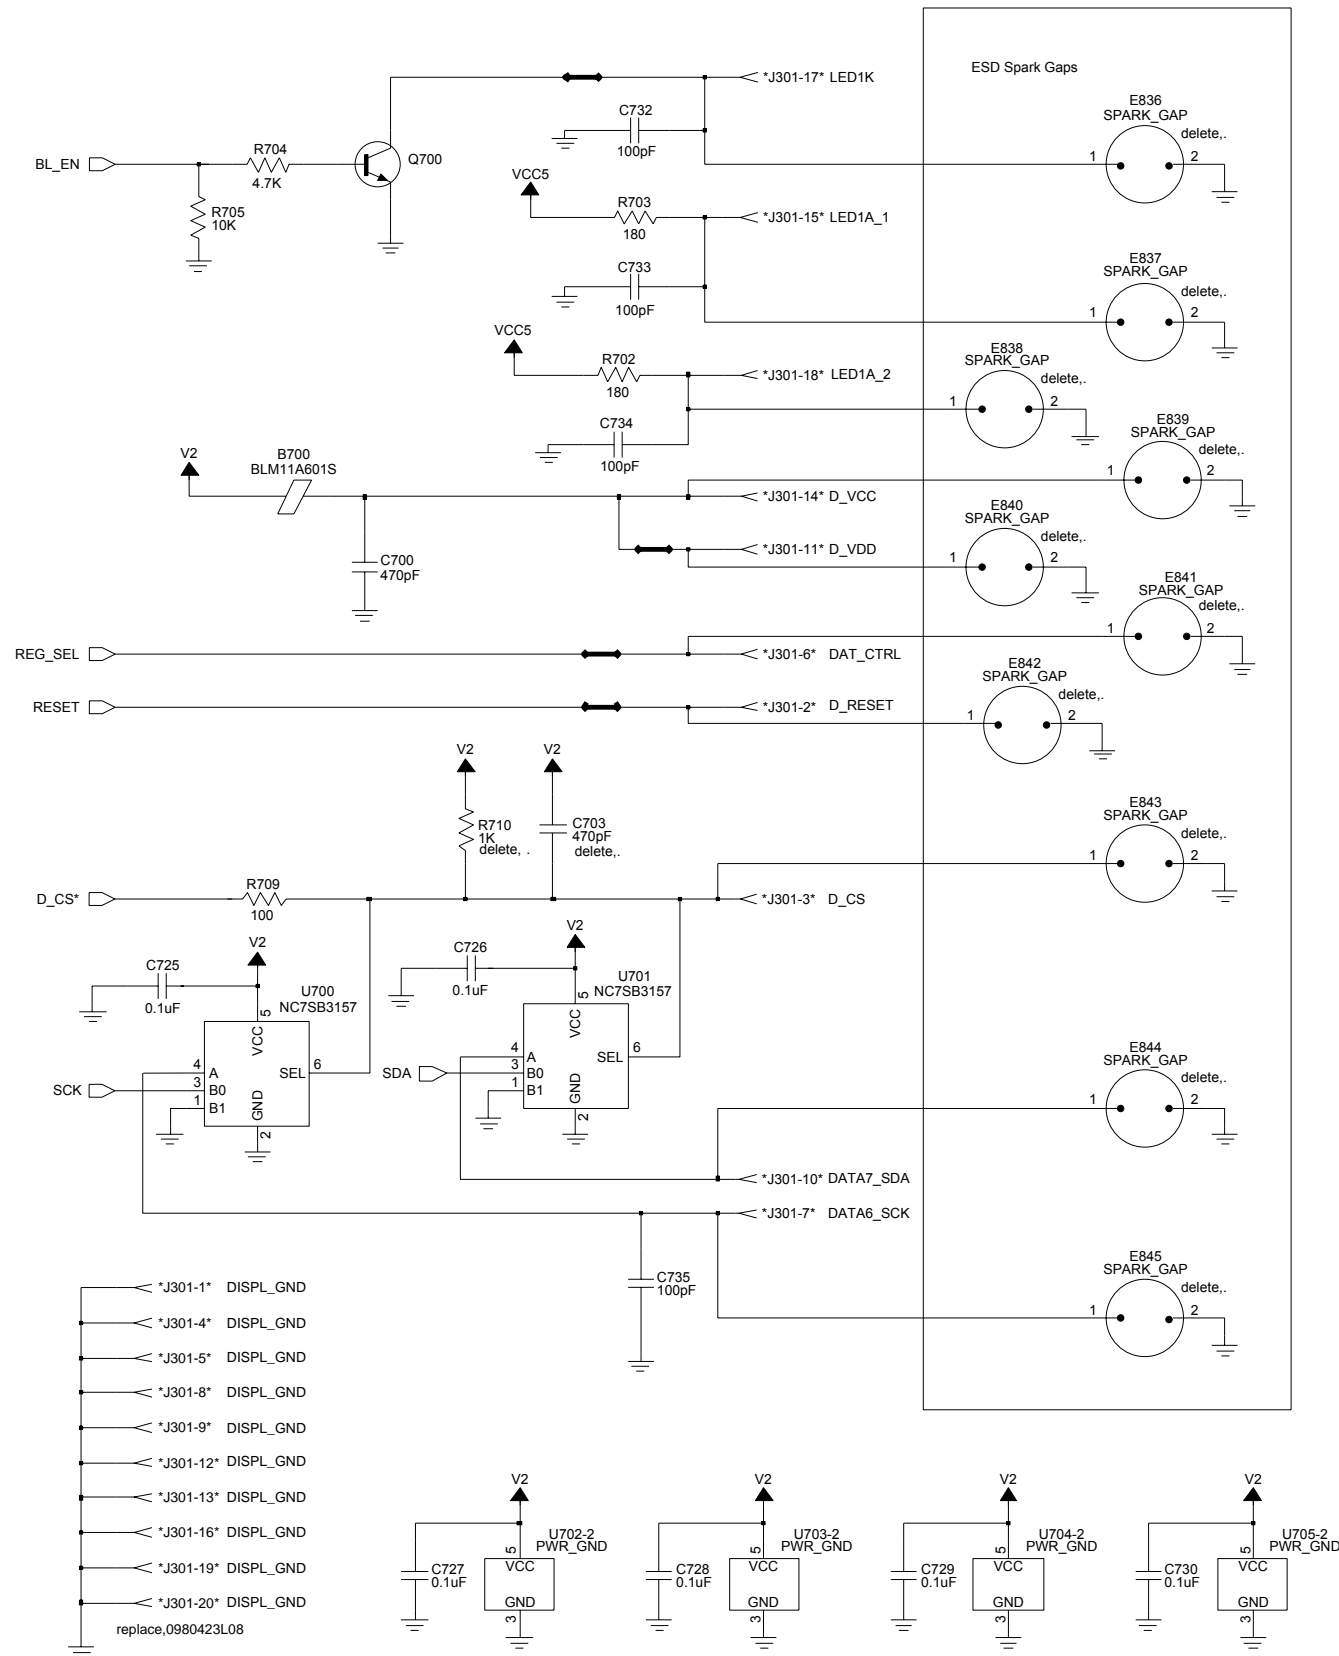 ESD Spark Gaps
*J301-17* LED1K
C732
100pF
E836
SPARK_GAP
delete,.
1
2
BL_EN
R704
4.7K
Q700
R705
10K
VCC5
R703
180
*J301-15* LED1A_1
C733
100pF
E837
SPARK_GAP
delete,.
1
2
VCC5
R702
180
*J301-18* LED1A_2
C734
100pF
E838
SPARK_GAP
delete,.
1
2
E839
SPARK_GAP
delete,.
1
2
V2
B700
BLM11A601S
*J301-14* D_VCC
*J301-11* D_VDD
C700
470pF
E840
SPARK_GAP
delete,.
1
2
E841
SPARK_GAP
delete,.
1
2
REG_SEL
*J301-6* DAT_CTRL
RESET
*J301-2* D_RESET
E842
SPARK_GAP
delete,.
1
2
V2
R710
1K
delete, .
V2
C703
470pF
delete,.
E843
SPARK_GAP
delete,.
1
2
D_CS*
R709
100
*J301-3* D_CS
V2
C725
0.1uF
U700
NC7SB3157
5
VCC
4
A
3
B0
1
B1
SEL
6
GND
2
SCK
V2
C726
0.1uF
U701
NC7SB3157
5
VCC
4
A
3
B0
1
B1
SEL
6
GND
2
SDA
E844
SPARK_GAP
delete,.
1
2
*J301-10* DATA7_SDA
*J301-7* DATA6_SCK
C735
100pF
E845
SPARK_GAP
delete,.
1
2
*J301-1* DISPL_GND
*J301-4* DISPL_GND
*J301-5* DISPL_GND
*J301-8* DISPL_GND
*J301-9* DISPL_GND
*J301-12* DISPL_GND
*J301-13* DISPL_GND
*J301-16* DISPL_GND
*J301-19* DISPL_GND
*J301-20* DISPL_GND
replace,0980423L08
V2
U702-2
PWR_GND
5
VCC
C727
0.1uF
GND
3
V2
U703-2
PWR_GND
5
VCC
C728
0.1uF
GND
3
V2
U704-2
PWR_GND
5
VCC
C729
0.1uF
GND
3
V2
U705-2
PWR_GND
5
VCC
C730
0.1uF
GND
3